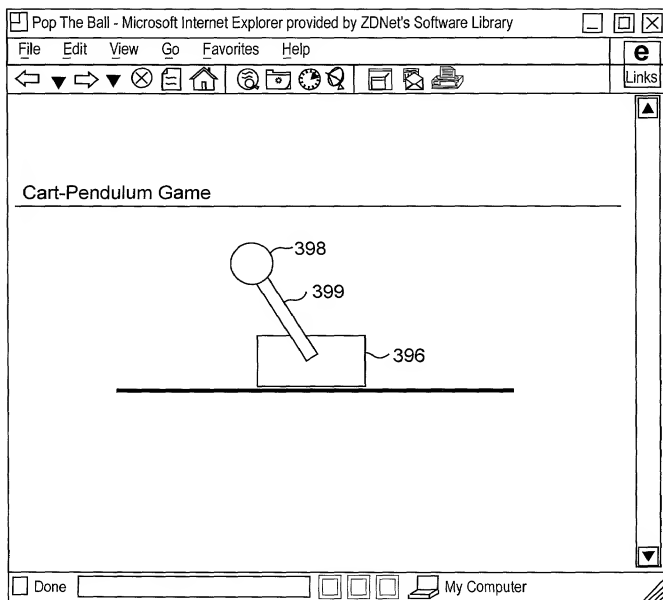 Pop The Ball - Microsoft Internet Explorer provided by ZDNet's Software Library
File Edit View Go Favorites Help
e
Links
Cart-Pendulum Game
398
399
396
Done
My Computer